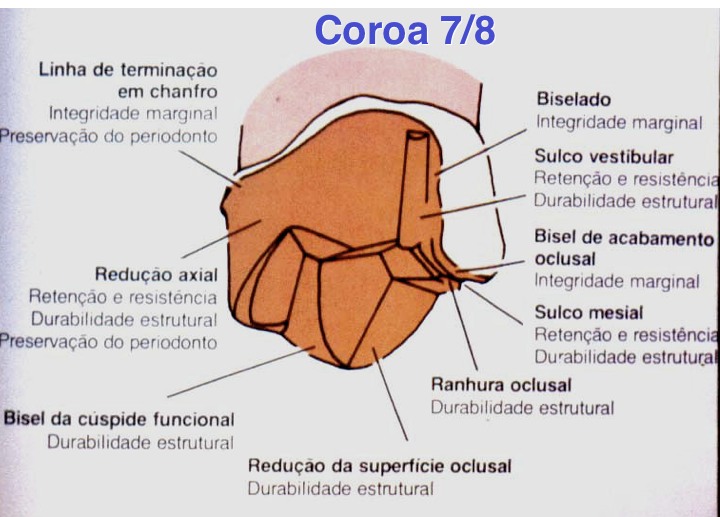 Coroa 7/8
Linha de terminação
em chanfro
Integridade marginal
Preservação do periodonto
Redução axial
Retenção e resistência
Durabilidade estrutural
Preservação do periodonto
Bisel da cúspide funcional
Durabilidade estrutural
Redução da superfície oclusal
Durabilidade estrutural
Ranhura oclusal
Durabilidade estrutural
Biselado
Integridade marginal
Sulco vestibular
Retenção e resistência
Durabilidade estrutural
Bisel de acabamento
oclusal
Integridade marginal
Sulco mesial
Retenção e resistência
Durabilidade estrutural